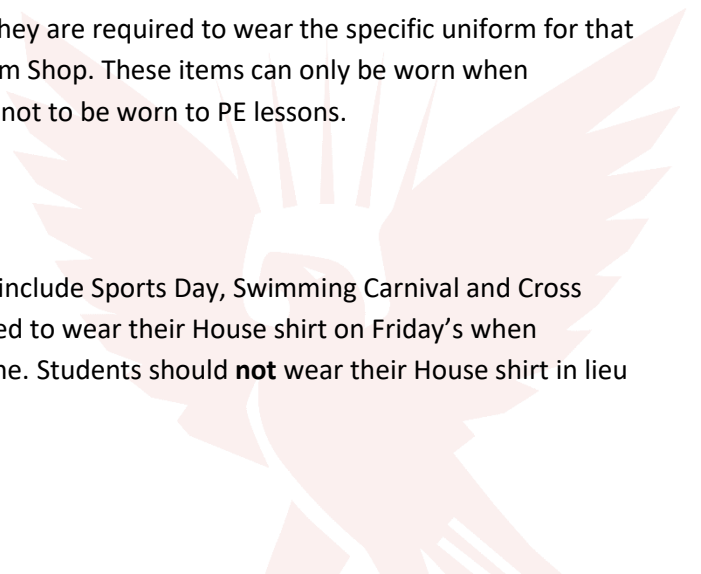 hey are required to wear the specific uniform for that
m Shop. These items can only be worn when
not to be worn to PE lessons.
include Sports Day, Swimming Carnival and Cross
ed to wear their House shirt on Friday's when
ne. Students should not wear their House shirt in lieu